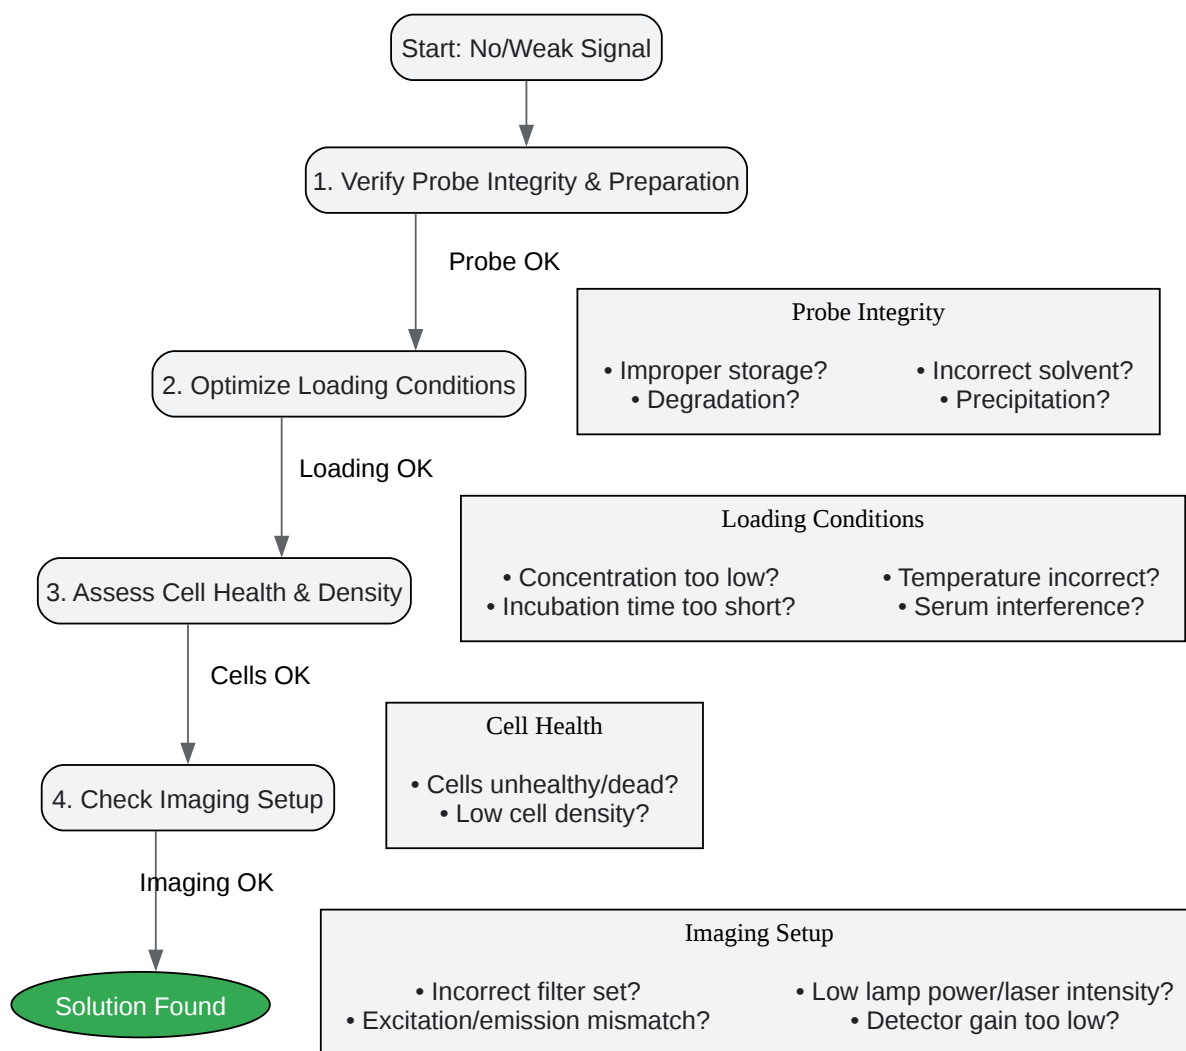 Start: No/Weak Signal
1. Verify Probe Integrity & Preparation
Probe OK
Probe Integrity
• Improper storage?
• Degradation?
• Incorrect solvent?
• Precipitation?
2. Optimize Loading Conditions
Loading OK
Loading Conditions
• Concentration too low?
• Incubation time too short?
• Temperature incorrect?
• Serum interference?
3. Assess Cell Health & Density
Cells OK
Cell Health
• Cells unhealthy/dead?
• Low cell density?
4. Check Imaging Setup
Imaging OK
Imaging Setup
• Incorrect filter set?
• Excitation/emission mismatch?
• Low lamp power/laser intensity?
• Detector gain too low?
Solution Found